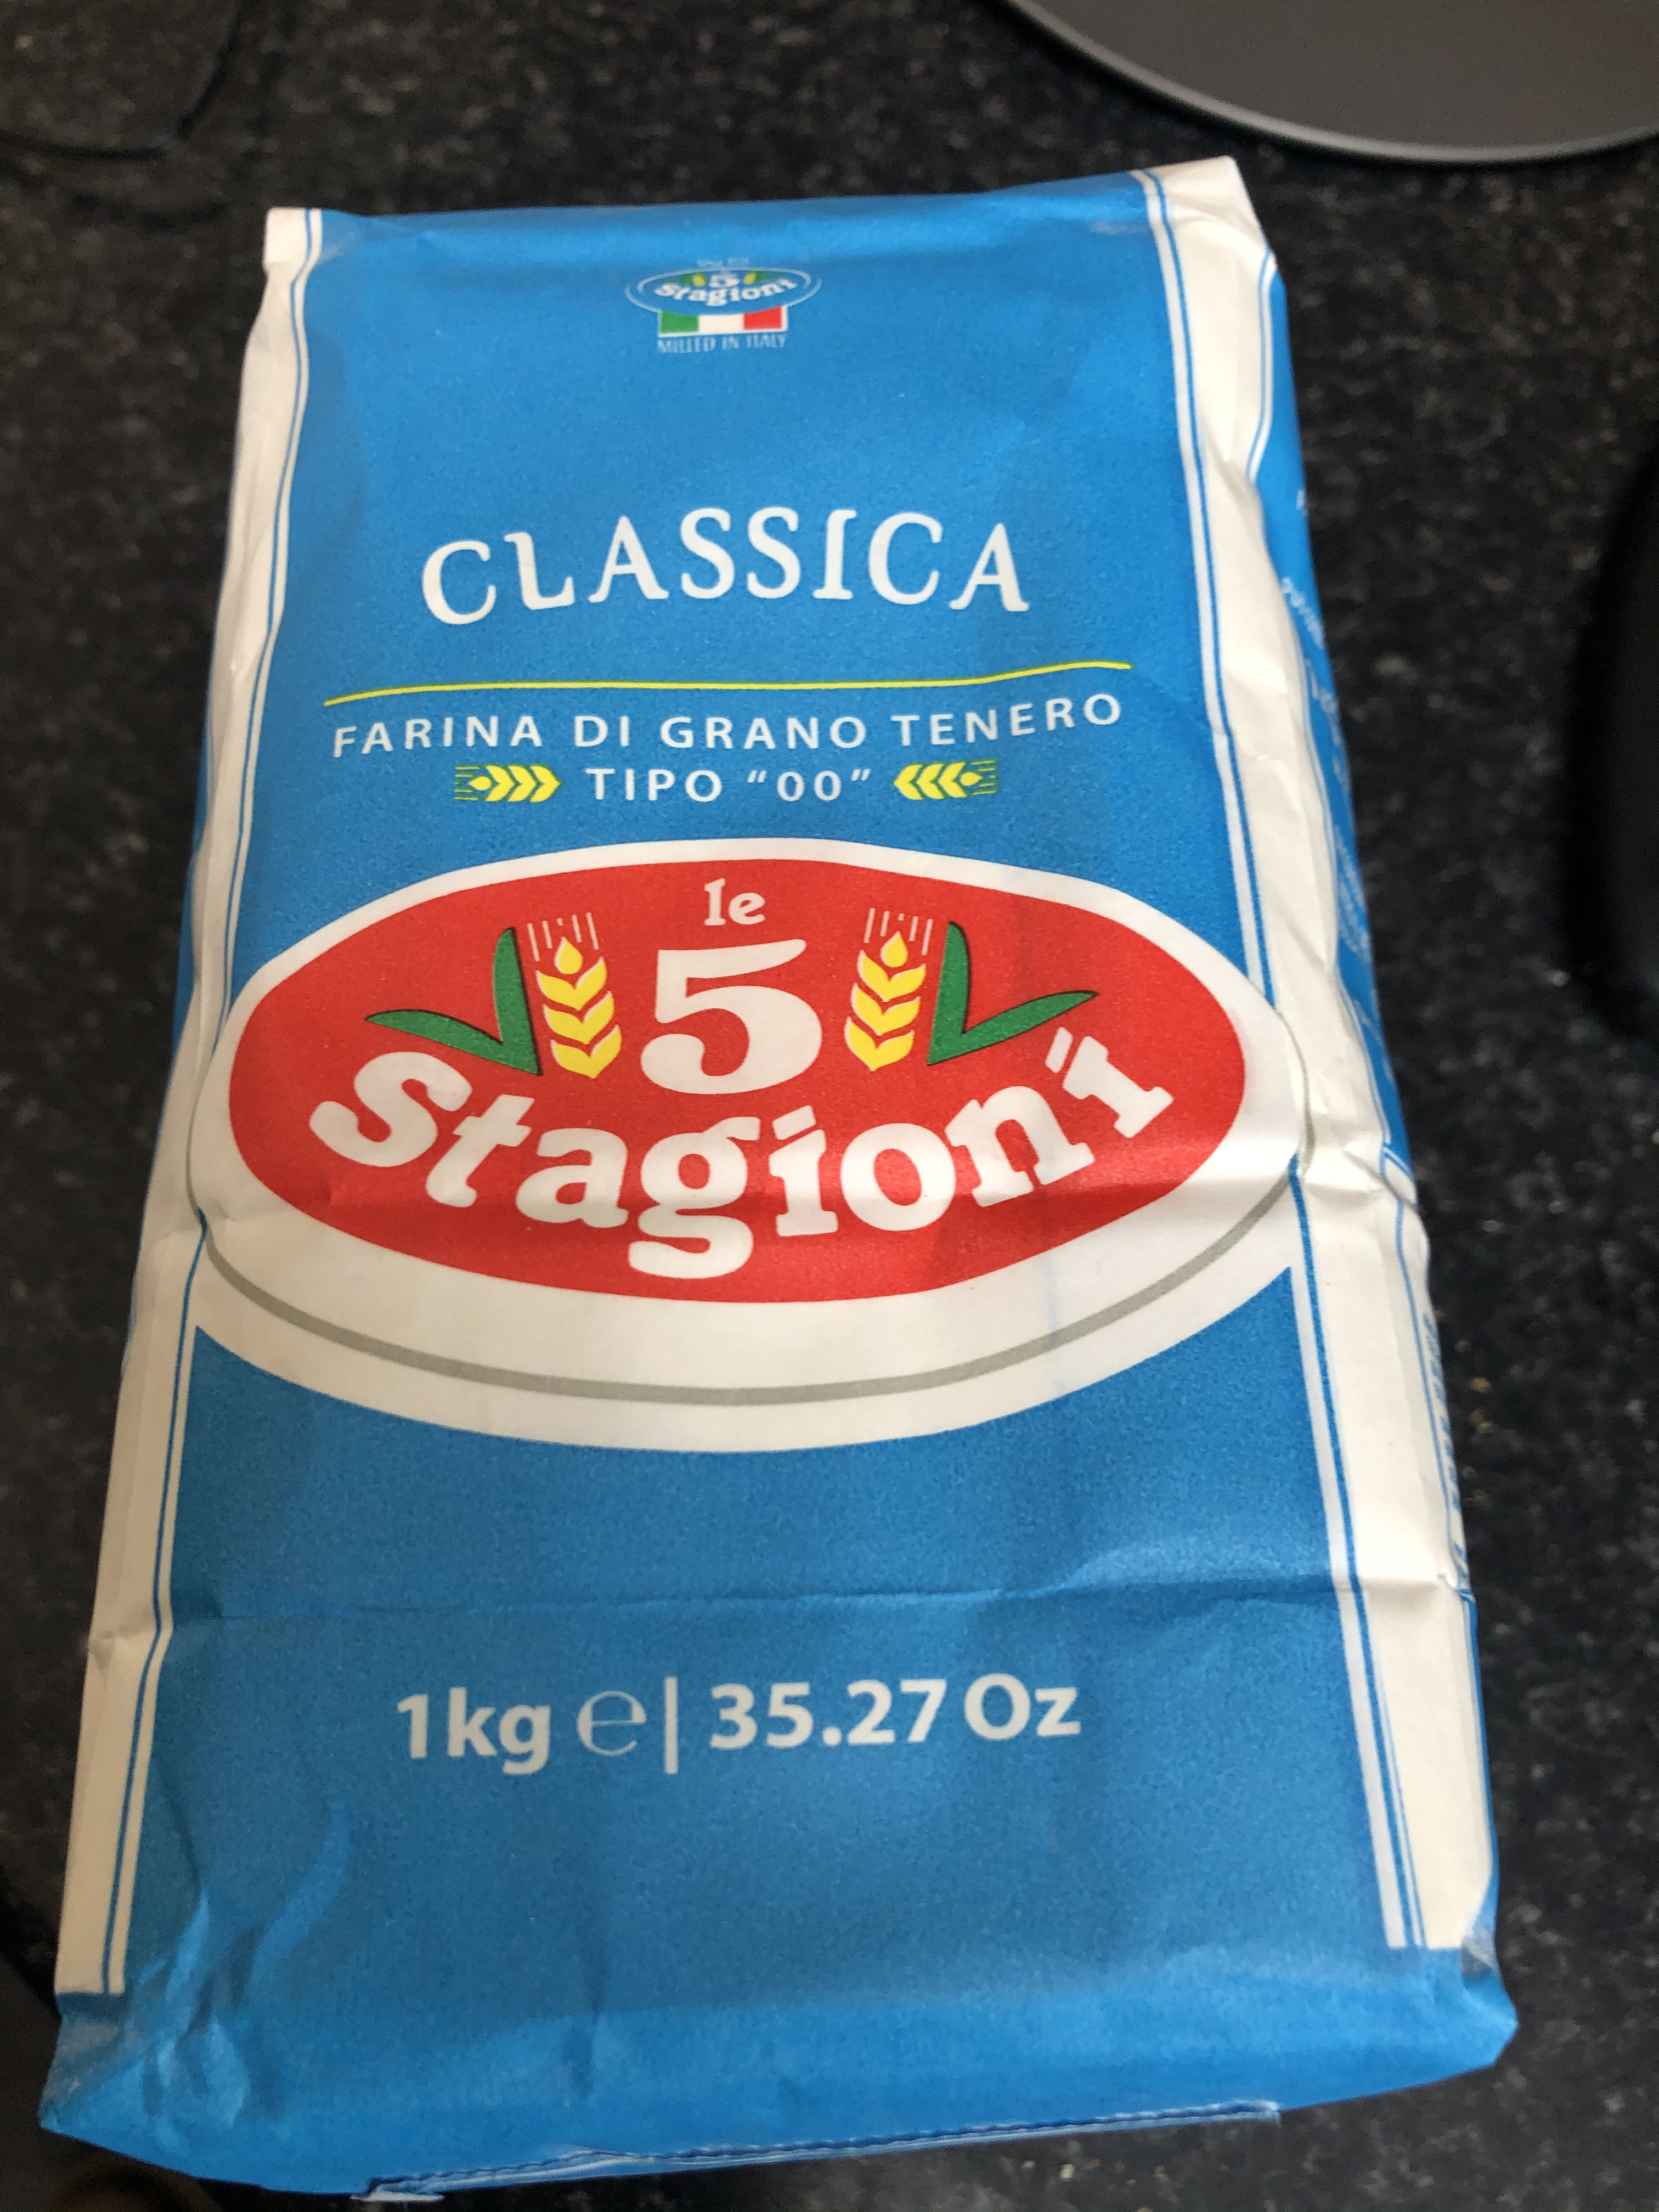 5
Stagioni
MILLED IN ITALY
CLASSICA
FARINA DI GRANO TENERO
TIPO "00"
le
5
Stagioni
1kg ℮ | 35.27 Oz